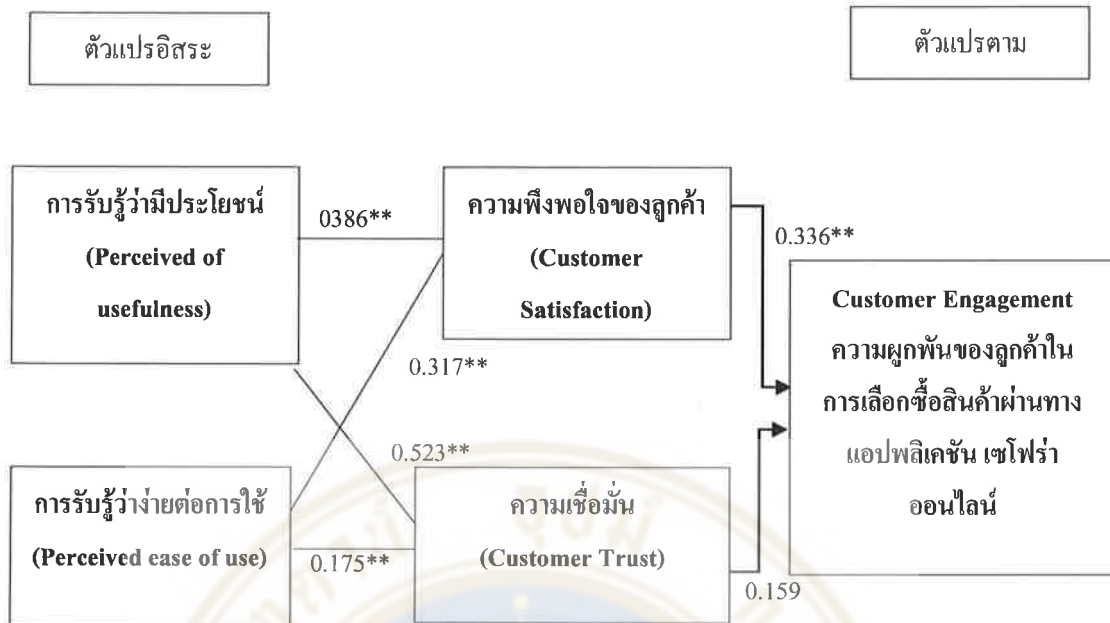 ตัวแปรอิสระ
ตัวแปรตาม
การรับรู้ว่ามีประโยชน์
(Perceived of
usefulness)
0386**
ความพึงพอใจของลูกค้า
(Customer
Satisfaction)
0.336**
Customer Engagement
ความผูกพันของลูกค้าใน
การเลือกซื้อสินค้าผ่านทาง
แอปพลิเคชัน เซโฟร่า
ออนไลน์
0.317**
0.523**
การรับรู้ว่าง่ายต่อการใช้
(Perceived ease of use)
0.175**
ความเชื่อมั่น
(Customer Trust)
0.159